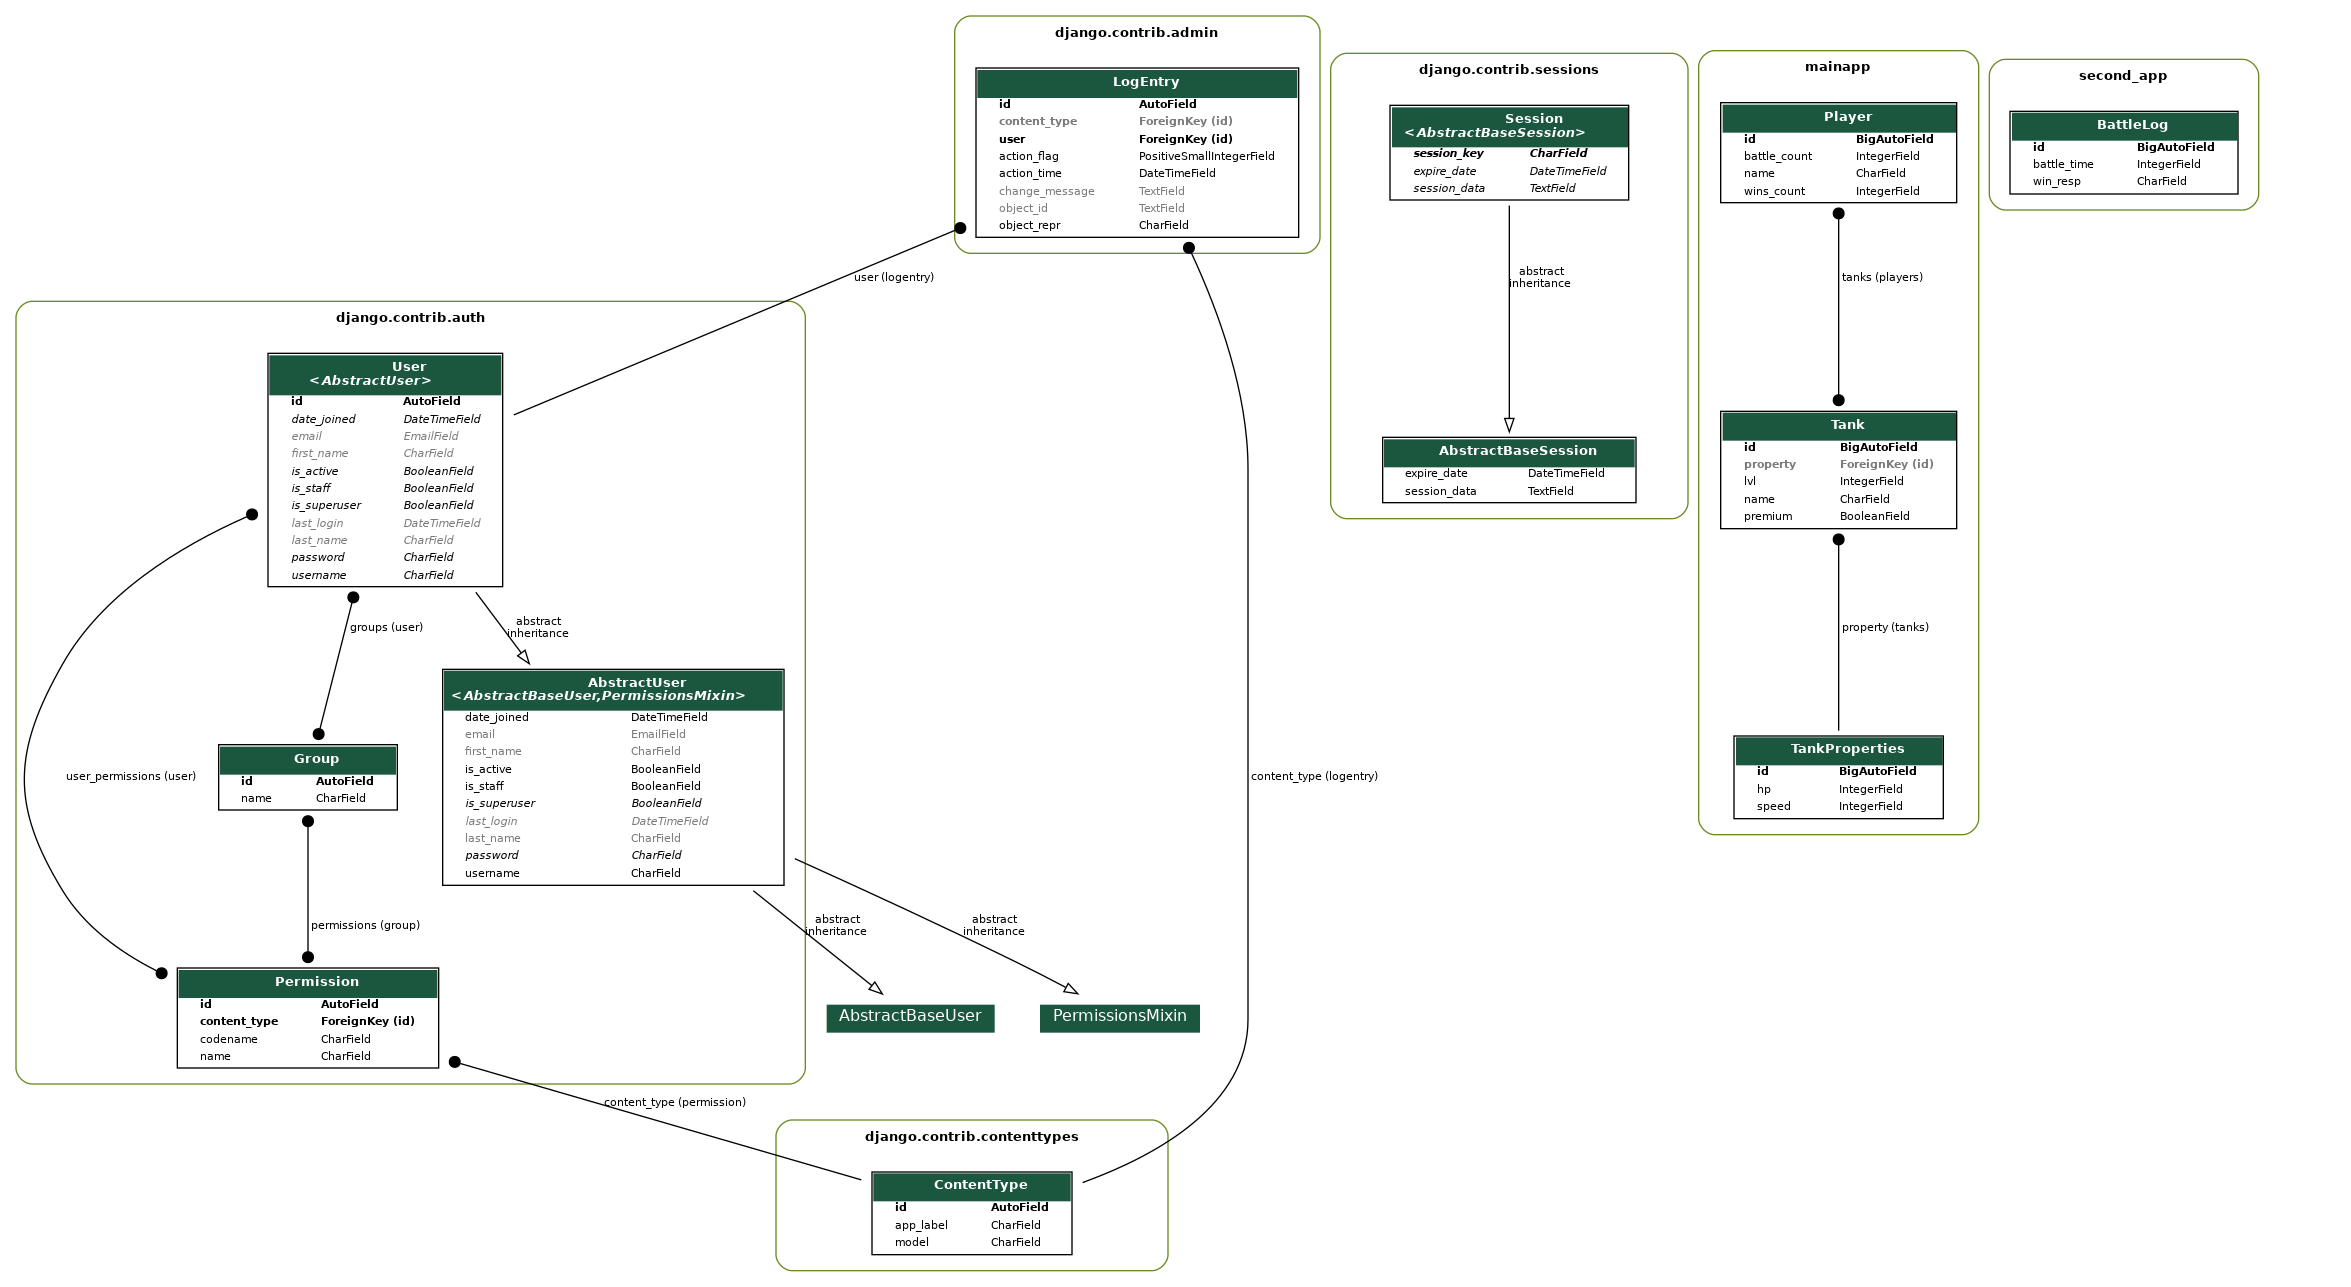 django.contrib.admin
LogEntry
id AutoField
content_type ForeignKey (id)
user ForeignKey (id)
action_flag PositiveSmallIntegerField
action_time DateTimeField
change_message TextField
object_id TextField
object_repr CharField
django.contrib.sessions
Session
<AbstractBaseSession>
session_key CharField
expire_date DateTimeField
session_data TextField
abstract
inheritance
AbstractBaseSession
expire_date DateTimeField
session_data TextField
mainapp
Player
id BigAutoField
battle_count IntegerField
name CharField
wins_count IntegerField
tanks (players)
Tank
id BigAutoField
property ForeignKey (id)
lvl IntegerField
name CharField
premium BooleanField
property (tanks)
TankProperties
id BigAutoField
hp IntegerField
speed IntegerField
second_app
BattleLog
id BigAutoField
battle_time IntegerField
win_resp CharField
user (logentry)
django.contrib.auth
User
<AbstractUser>
id AutoField
date_joined DateTimeField
email EmailField
first_name CharField
is_active BooleanField
is_staff BooleanField
is_superuser BooleanField
last_login DateTimeField
last_name CharField
password CharField
username CharField
groups (user)
abstract
inheritance
AbstractUser
<AbstractBaseUser,PermissionsMixin>
date_joined DateTimeField
email EmailField
first_name CharField
is_active BooleanField
is_staff BooleanField
is_superuser BooleanField
last_login DateTimeField
last_name CharField
password CharField
username CharField
Group
id AutoField
name CharField
user_permissions (user)
content_type (logentry)
permissions (group)
abstract
inheritance
abstract
inheritance
Permission
id AutoField
content_type ForeignKey (id)
codename CharField
name CharField
AbstractBaseUser
PermissionsMixin
content_type (permission)
django.contrib.contenttypes
ContentType
id AutoField
app_label CharField
model CharField